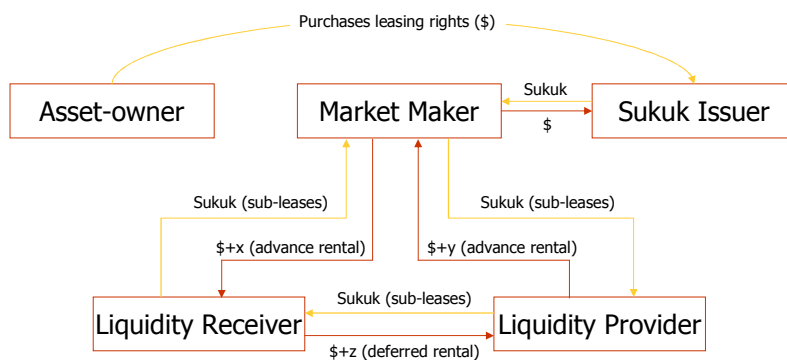 Purchases leasing rights ($)
Asset-owner
Market Maker
Sukuk
$
Sukuk Issuer
Sukuk (sub-leases)
Sukuk (sub-leases)
$+x (advance rental)
$+y (advance rental)
Liquidity Receiver
Sukuk (sub-leases)
$+z (deferred rental)
Liquidity Provider